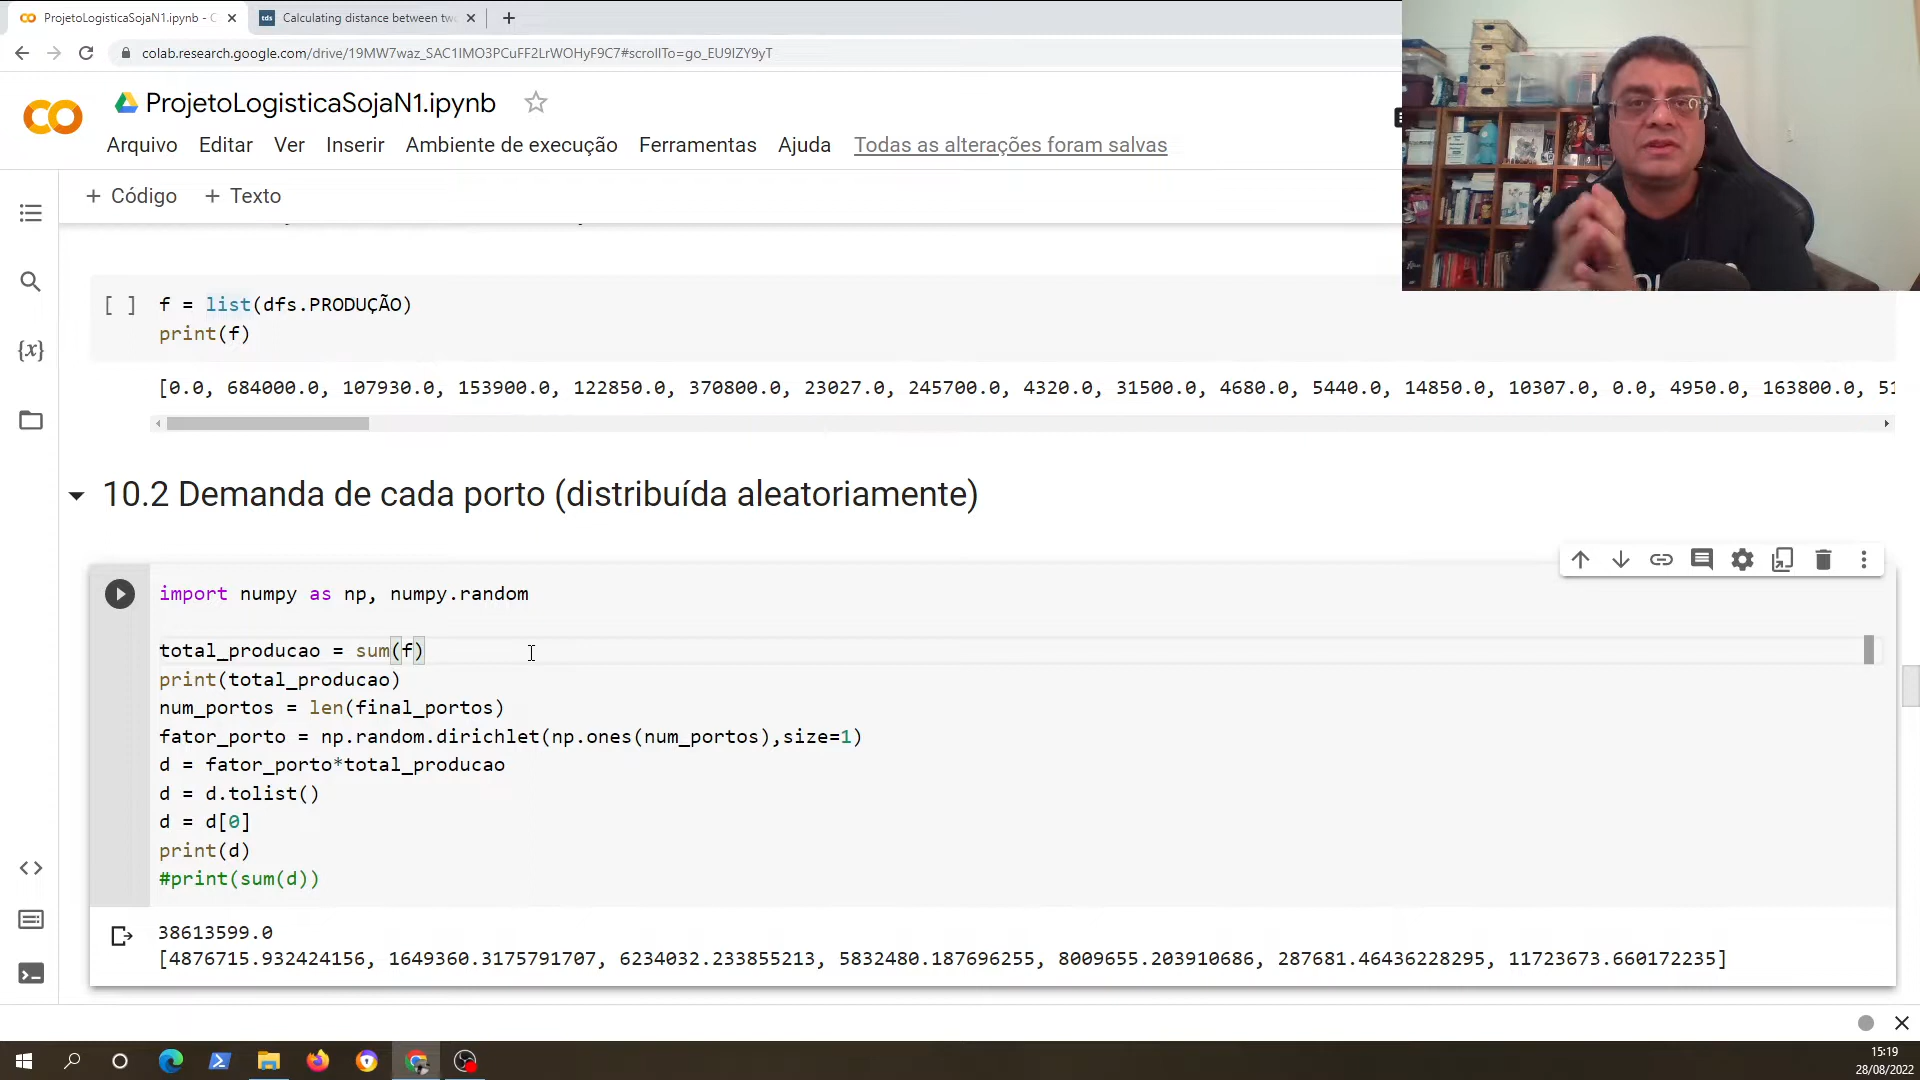 ProjetoLogisticaSojaN1.ipynb - C
tds
Calculating distance between tw
colab.research.google.com/drive/19MW7waz_SAC1IMO3PCuFF2LrWOHyF9C7#scrollTo=go_EU9IZY9yT
CO
ProjetoLogisticaSojaN1.ipynb
Arquivo Editar Ver Inserir Ambiente de execução Ferramentas Ajuda Todas as alterações foram salvas
+ Código + Texto
[ ] f = list(dfs.PRODUÇÃO)
print(f)
[0.0, 684000.0, 107930.0, 153900.0, 122850.0, 370800.0, 23027.0, 245700.0, 4320.0, 31500.0, 4680.0, 5440.0, 14850.0, 10307.0, 0.0, 4950.0, 163800.0, 51
10.2 Demanda de cada porto (distribuída aleatoriamente)
import numpy as np, numpy.random
total_producao = sum(f)
print(total_producao)
num_portos = len(final_portos)
fator_porto = np.random.dirichlet(np.ones(num_portos),size=1)
d = fator_porto*total_producao
d = d.tolist()
d = d[0]
print(d)
#print(sum(d))
38613599.0
[4876715.932424156, 1649360.3175791707, 6234032.233855213, 5832480.187696255, 8009655.203910686, 287681.46436228295, 11723673.660172235]
15:19
28/08/2022